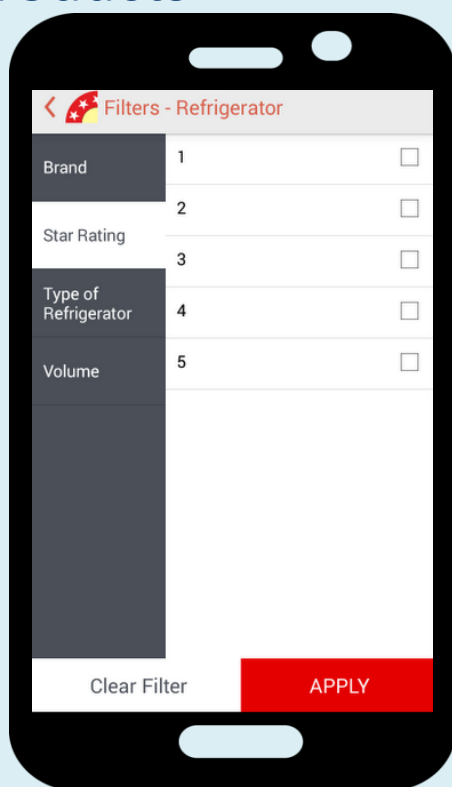 Filters - Refrigerator
Brand
Star Rating
Type of
Refrigerator
Volume
1
2
3
4
5
Clear Filter
APPLY